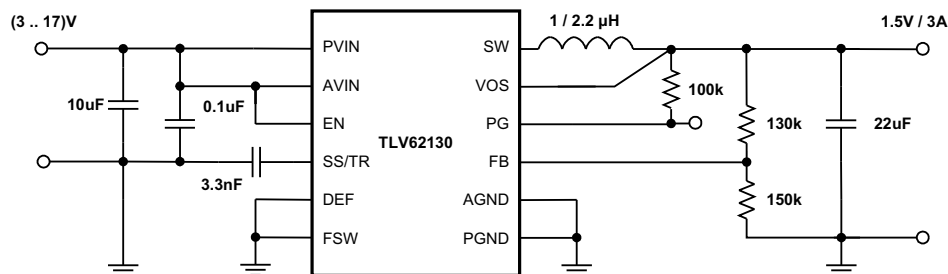 (3 .. 17)V
1 / 2.2 µH
1.5V / 3A
PVIN
SW
AVIN
VOS
100k
10uF
0.1uF
EN
PG
130k
TLV62130
22uF
SS/TR
FB
3.3nF
DEF
AGND
150k
FSW
PGND